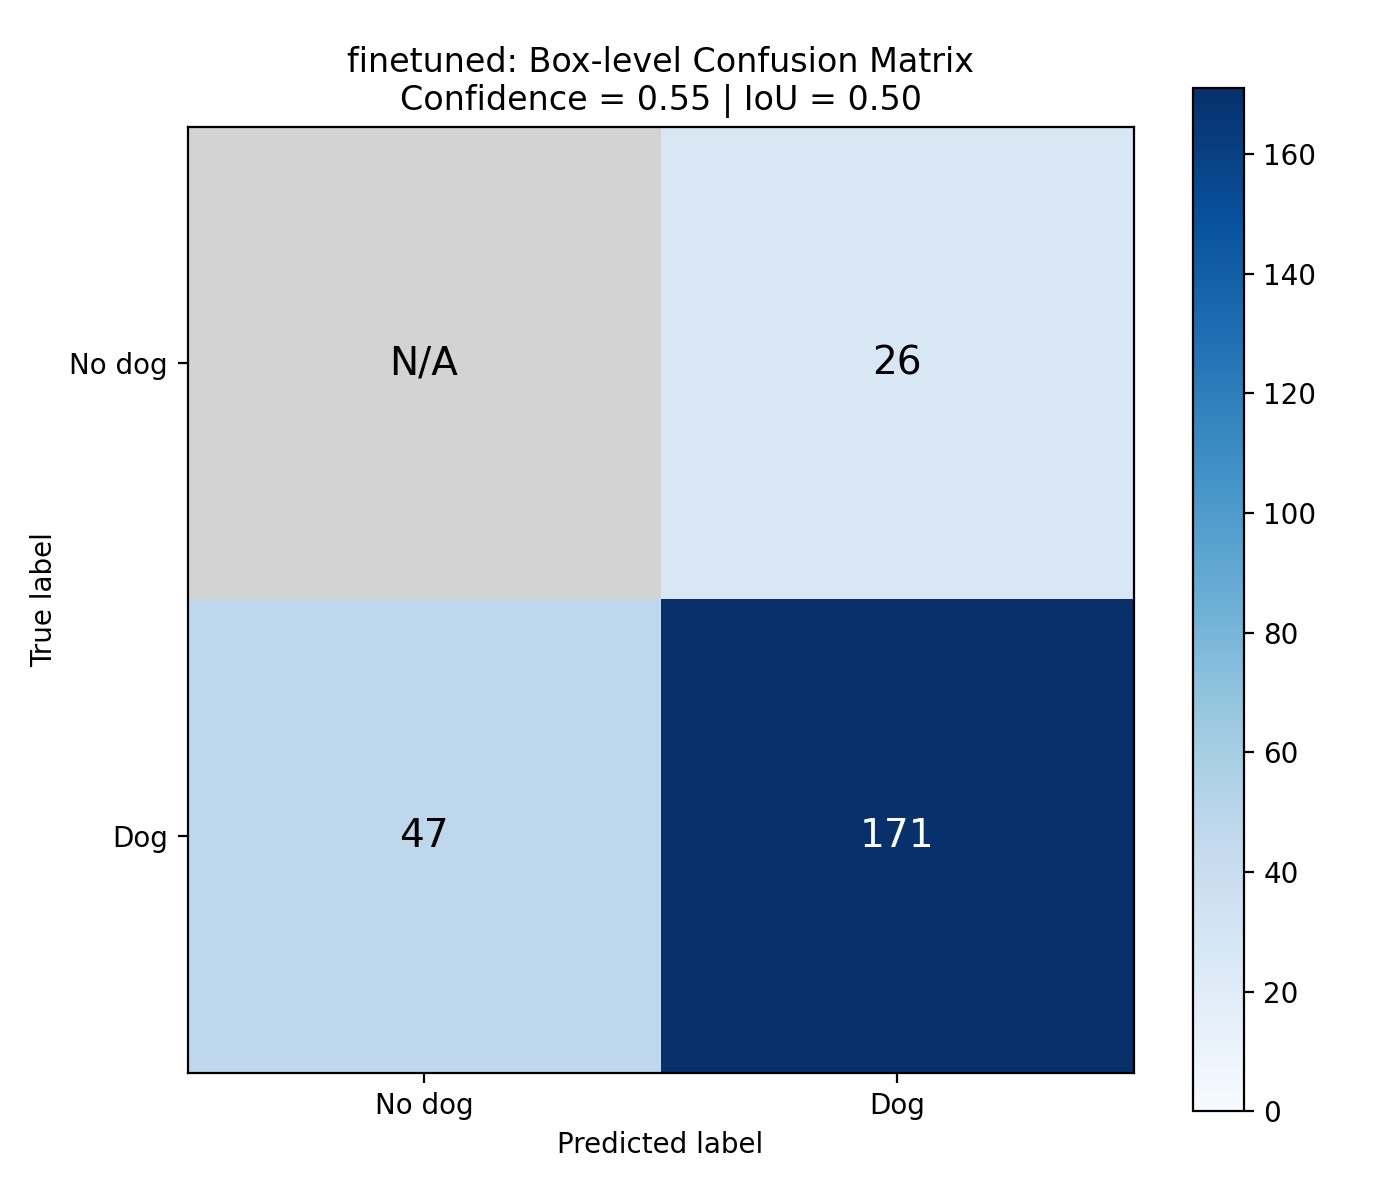 finetuned: Box-level Confusion Matrix
Confidence = 0.55 | IoU = 0.50
True label
No dog
Dog
N/A
26
47
171
No dog
Dog
Predicted label
160
140
120
100
80
60
40
20
0